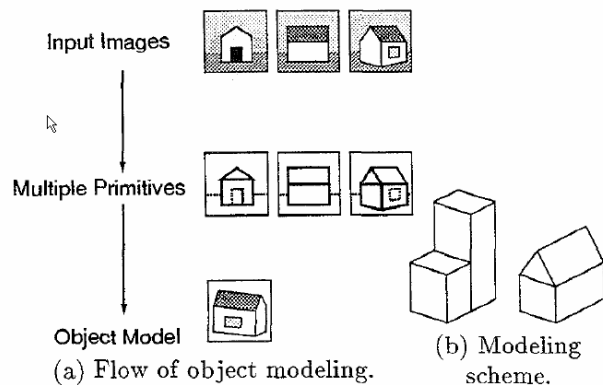 Input Images
Multiple Primitives
Object Model
(a) Flow of object modeling.
(b) Modeling
scheme.